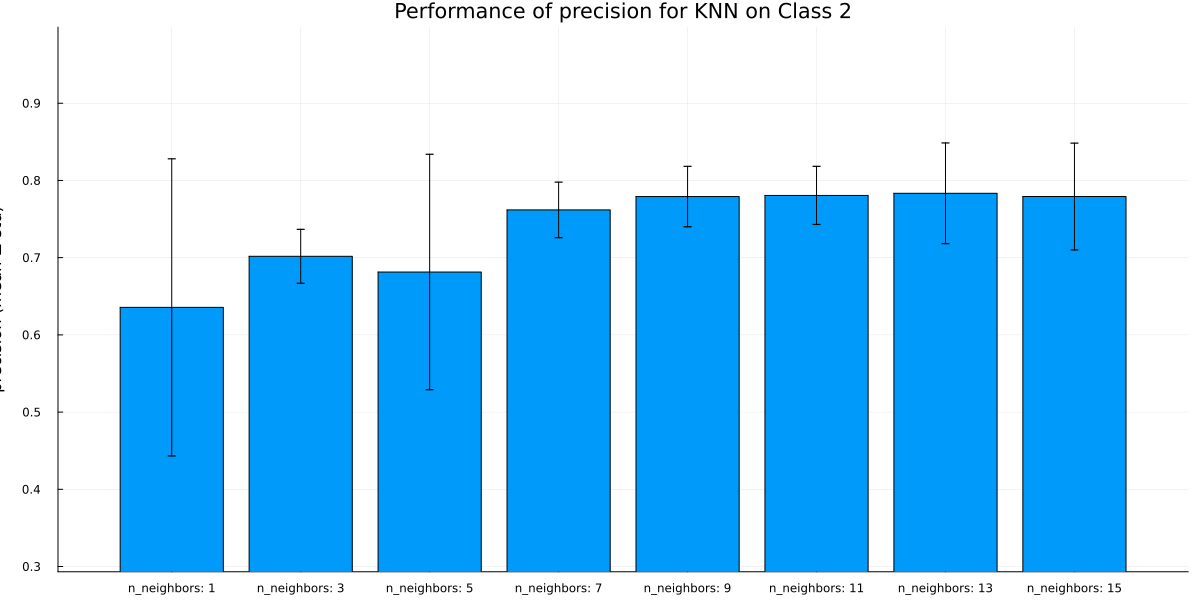 Performance of precision for KNN on Class 2
0.9
0.8
0.7
0.6
0.5
0.4
0.3
n_neighbors: 1
n_neighbors: 3
n_neighbors: 5
n_neighbors: 7
n_neighbors: 9
n_neighbors: 11
n_neighbors: 13
n_neighbors: 15